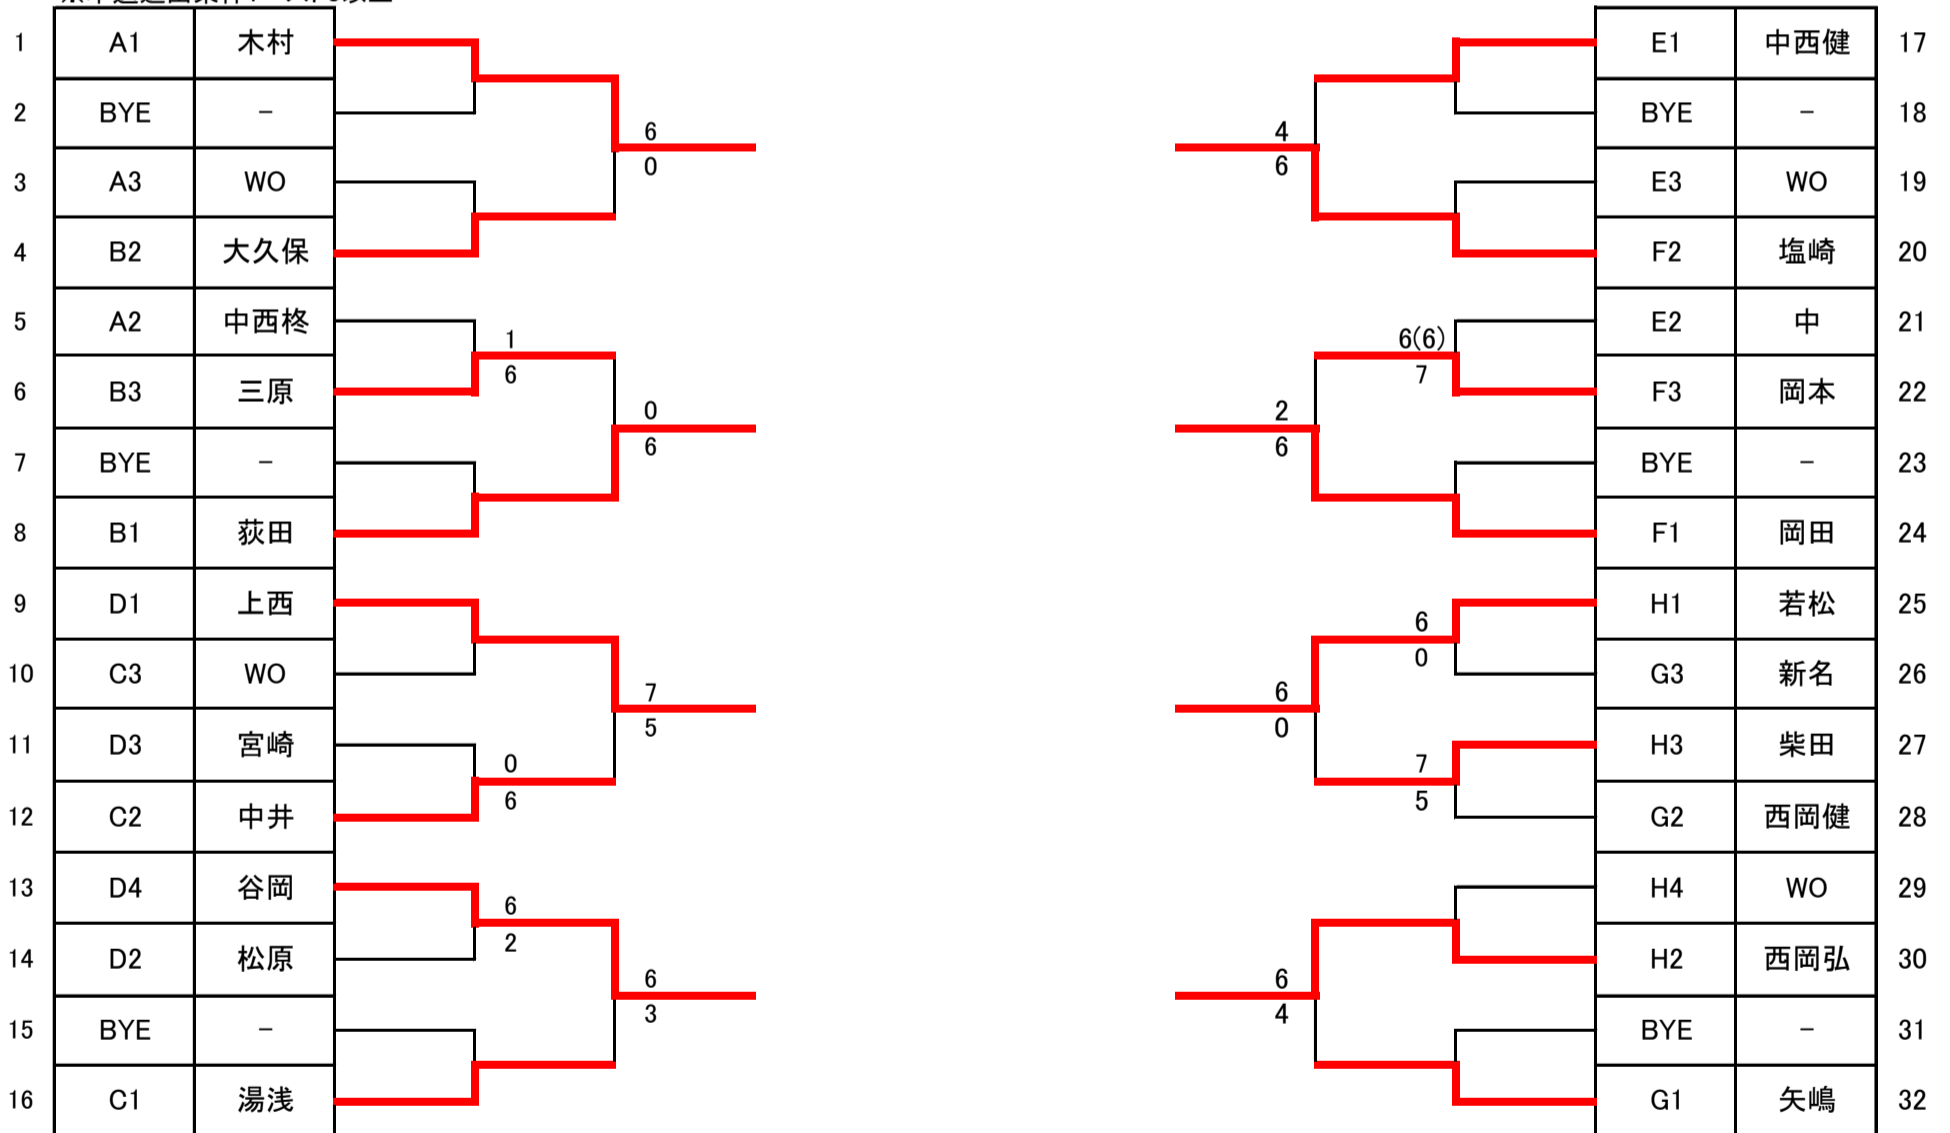 1 A1 木村 E1 中西健 17
2 BYE － BYE － 18
6 4
0 6
3 A3 WO E3 WO 19
4 B2 大久保 F2 塩崎 20
5 A2 中西柊 E2 中 21
1 6(6)
6 7
6 B3 三原 F3 岡本 22
0 2
6 6
7 BYE － BYE － 23
8 B1 荻田 F1 岡田 24
9 D1 上西 H1 若松 25
6
0
10 C3 WO G3 新名 26
7 6
5 0
11 D3 宮崎 H3 柴田 27
0 7
6 5
12 C2 中井 G2 西岡健 28
13 D4 谷岡 H4 WO 29
6
2
14 D2 松原 H2 西岡弘 30
6 6
3 4
15 BYE － BYE － 31
16 C1 湯浅 G1 矢嶋 32